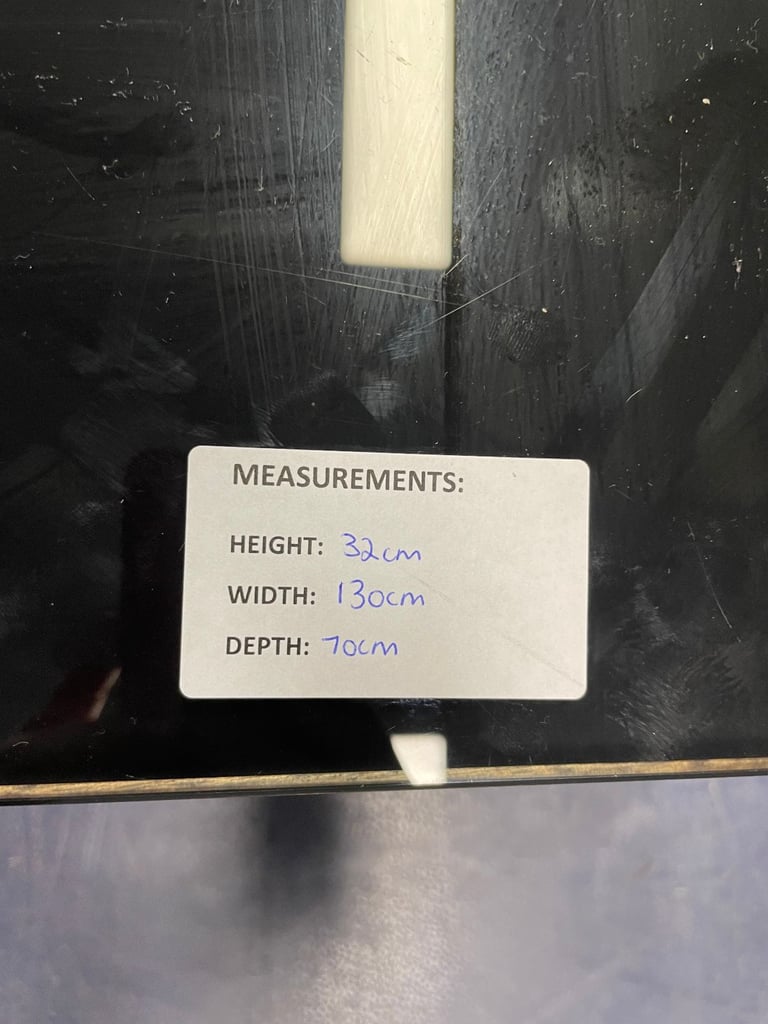 MEASUREMENTS:
HEIGHT: 32cm
WIDTH: 130cm
DEPTH: 70cm